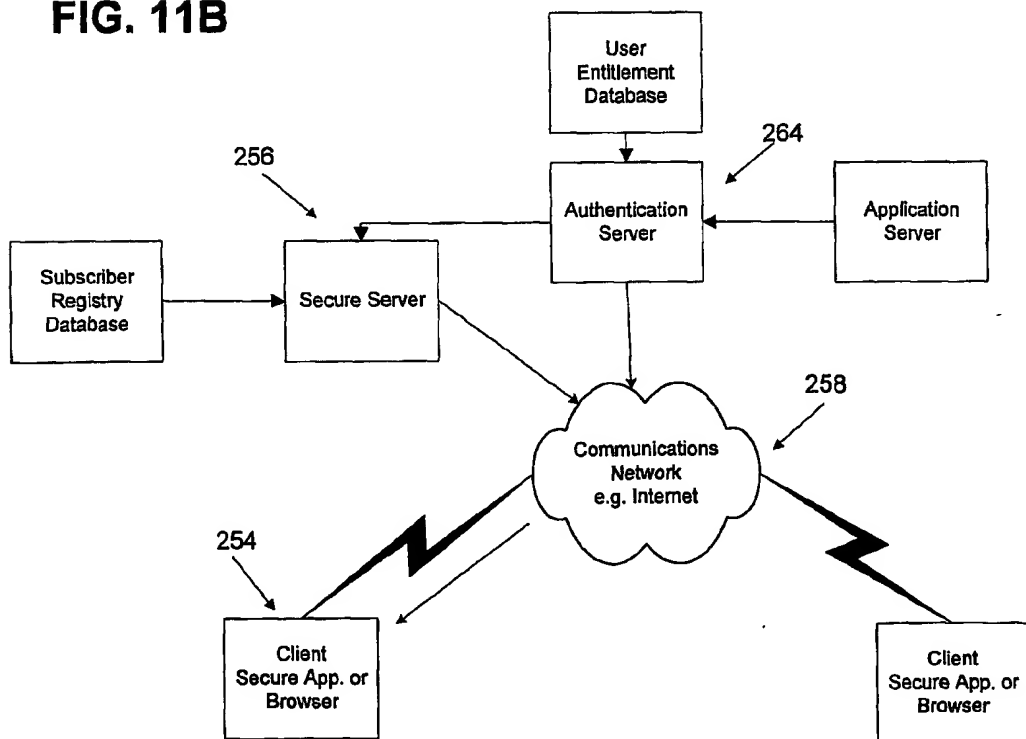 FIG. 11B
User
Entitlement
Database
256
264
Authentication
Server
Application
Server
Subscriber
Registry
Database
Secure Server
258
Communications
Network
e.g. Internet
254
Client
Secure App. or
Browser
Client
Secure App. or
Browser